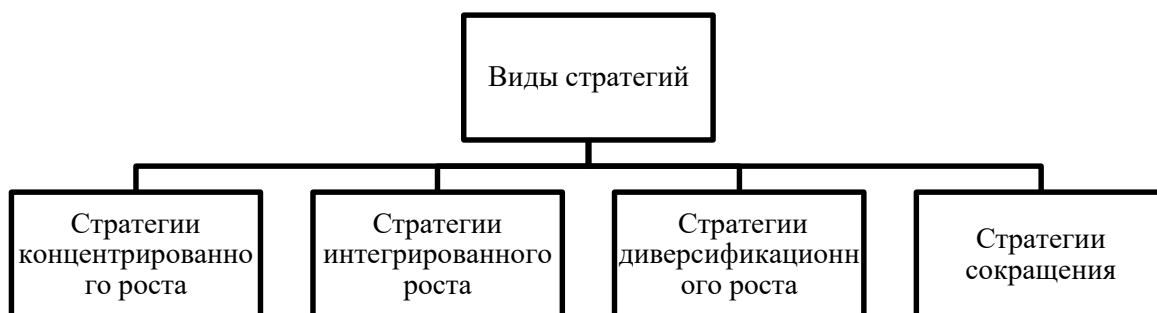 Виды стратегий
Стратегии
концентрированно
го роста
Стратегии
интегрированного
роста
Стратегии
диверсификационн
ого роста
Стратегии
сокращения